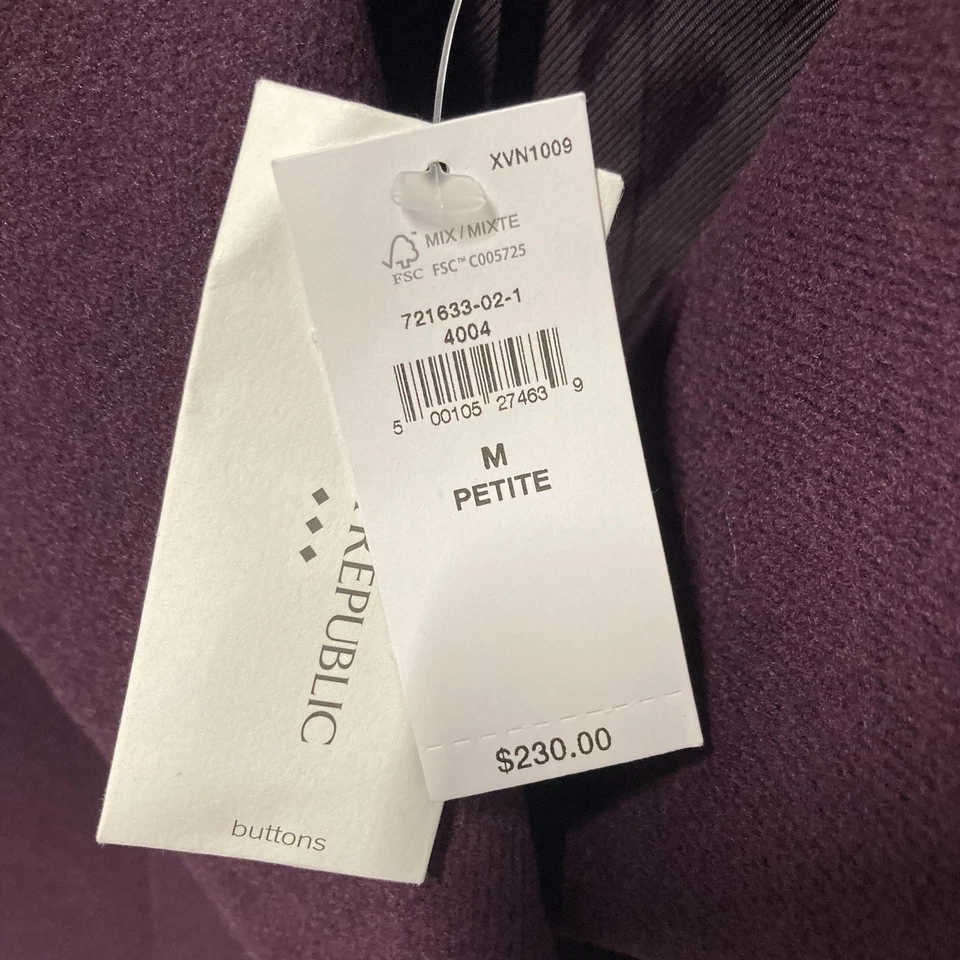 XVN1009
MIX / MIXTE
FSC FSC™ C005725
721633-02-1
4004
5 00105 27463 9
M
PETITE
$230.00
REPUBLIC
buttons